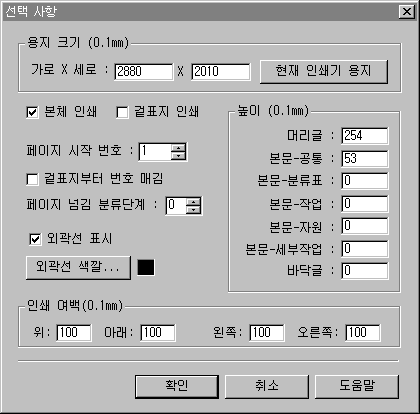 선택 사항
용지 크기 (0.1mm)
가로 X 세로 : 2880 X 2010 현재 인쇄기 용지
본체 인쇄 겉표지 인쇄
페이지 시작 번호 : 1
겉표지부터 번호 매김
페이지 넘김 분류단계 : 0
외곽선 표시
외곽선 색깔...
높이 (0.1mm)
머리글 : 254
본문-공통 : 53
본문-분류표 : 0
본문-작업 : 0
본문-자원 : 0
본문-세부작업 : 0
바닥글 : 0
인쇄 여백(0.1mm)
위: 100 아래: 100 왼쪽: 100 오른쪽: 100
확인 취소 도움말